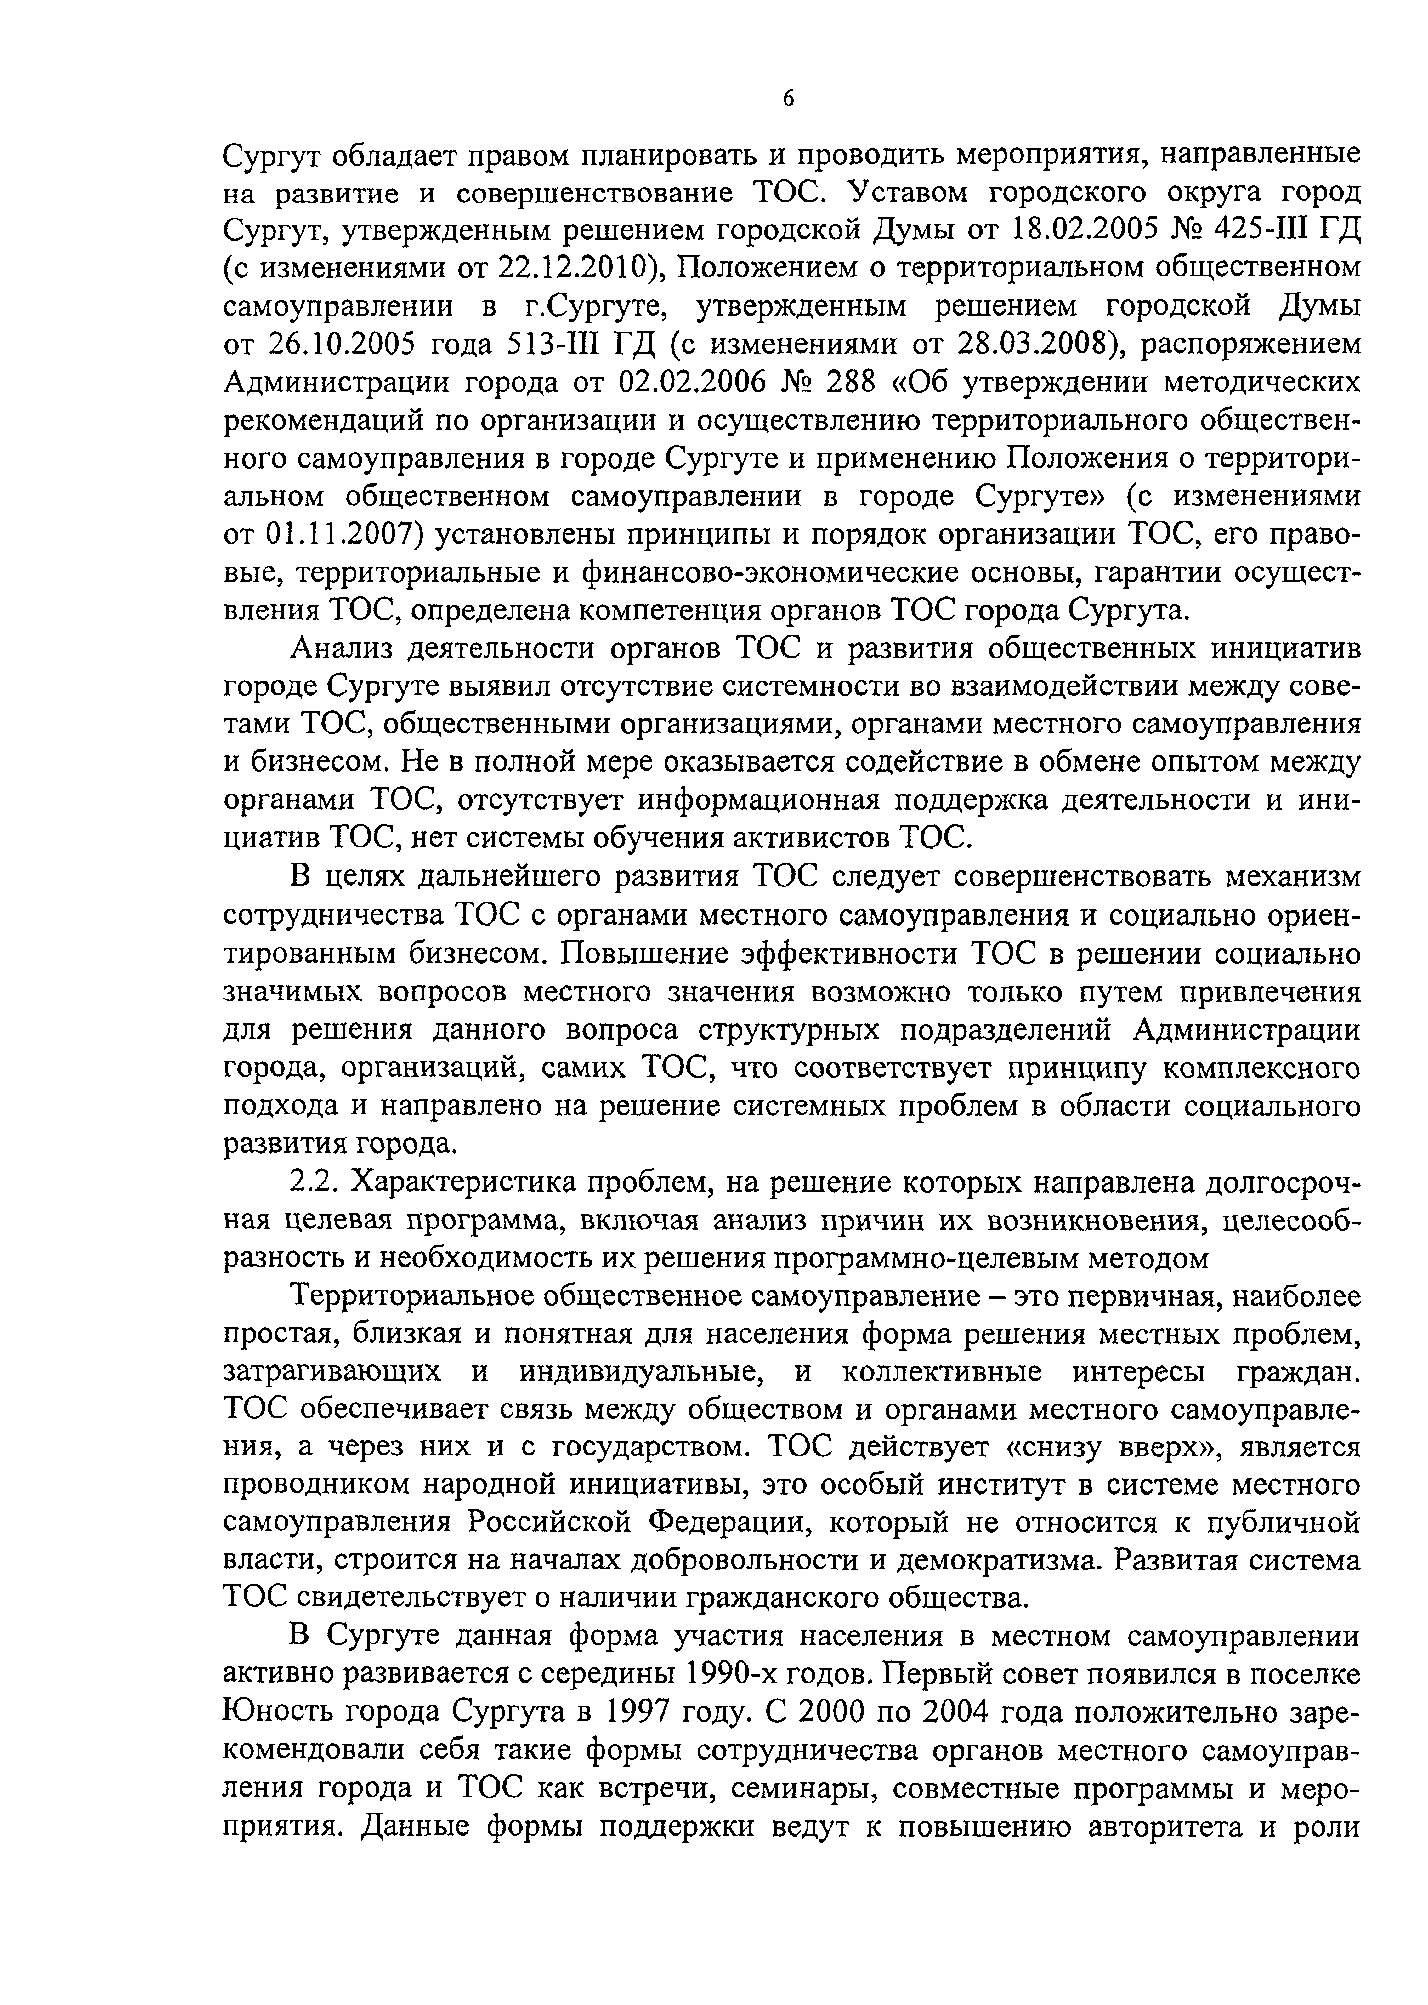 6
Сургут обладает правом планировать и проводить мероприятия, направленные
на развитие и совершенствование ТОС. Уставом городского округа город
Сургут, утвержденным решением городской Думы от 18.02.2005 № 425-III ГД
(с изменениями от 22.12.2010), Положением о территориальном общественном
самоуправлении в г.Сургуте, утвержденным решением городской Думы
от 26.10.2005 года 513-III ГД (с изменениями от 28.03.2008), распоряжением
Администрации города от 02.02.2006 № 288 «Об утверждении методических
рекомендаций по организации и осуществлению территориального обществен-
ного самоуправления в городе Сургуте и применению Положения о территори-
альном общественном самоуправлении в городе Сургуте» (с изменениями
от 01.11.2007) установлены принципы и порядок организации ТОС, его право-
вые, территориальные и финансово-экономические основы, гарантии осущест-
вления ТОС, определена компетенция органов ТОС города Сургута.
Анализ деятельности органов ТОС и развития общественных инициатив
городе Сургуте выявил отсутствие системности во взаимодействии между сове-
тами ТОС, общественными организациями, органами местного самоуправления
и бизнесом. Не в полной мере оказывается содействие в обмене опытом между
органами ТОС, отсутствует информационная поддержка деятельности и ини-
циатив ТОС, нет системы обучения активистов ТОС.
В целях дальнейшего развития ТОС следует совершенствовать механизм
сотрудничества ТОС с органами местного самоуправления и социально ориен-
тированным бизнесом. Повышение эффективности ТОС в решении социально
значимых вопросов местного значения возможно только путем привлечения
для решения данного вопроса структурных подразделений Администрации
города, организаций, самих ТОС, что соответствует принципу комплексного
подхода и направлено на решение системных проблем в области социального
развития города.
2.2. Характеристика проблем, на решение которых направлена долгосроч-
ная целевая программа, включая анализ причин их возникновения, целесооб-
разность и необходимость их решения программно-целевым методом
Территориальное общественное самоуправление – это первичная, наиболее
простая, близкая и понятная для населения форма решения местных проблем,
затрагивающих и индивидуальные, и коллективные интересы граждан.
ТОС обеспечивает связь между обществом и органами местного самоуправле-
ния, а через них и с государством. ТОС действует «снизу вверх», является
проводником народной инициативы, это особый институт в системе местного
самоуправления Российской Федерации, который не относится к публичной
власти, строится на началах добровольности и демократизма. Развитая система
ТОС свидетельствует о наличии гражданского общества.
В Сургуте данная форма участия населения в местном самоуправлении
активно развивается с середины 1990-х годов. Первый совет появился в поселке
Юность города Сургута в 1997 году. С 2000 по 2004 года положительно заре-
комендовали себя такие формы сотрудничества органов местного самоуправ-
ления города и ТОС как встречи, семинары, совместные программы и меро-
приятия. Данные формы поддержки ведут к повышению авторитета и роли